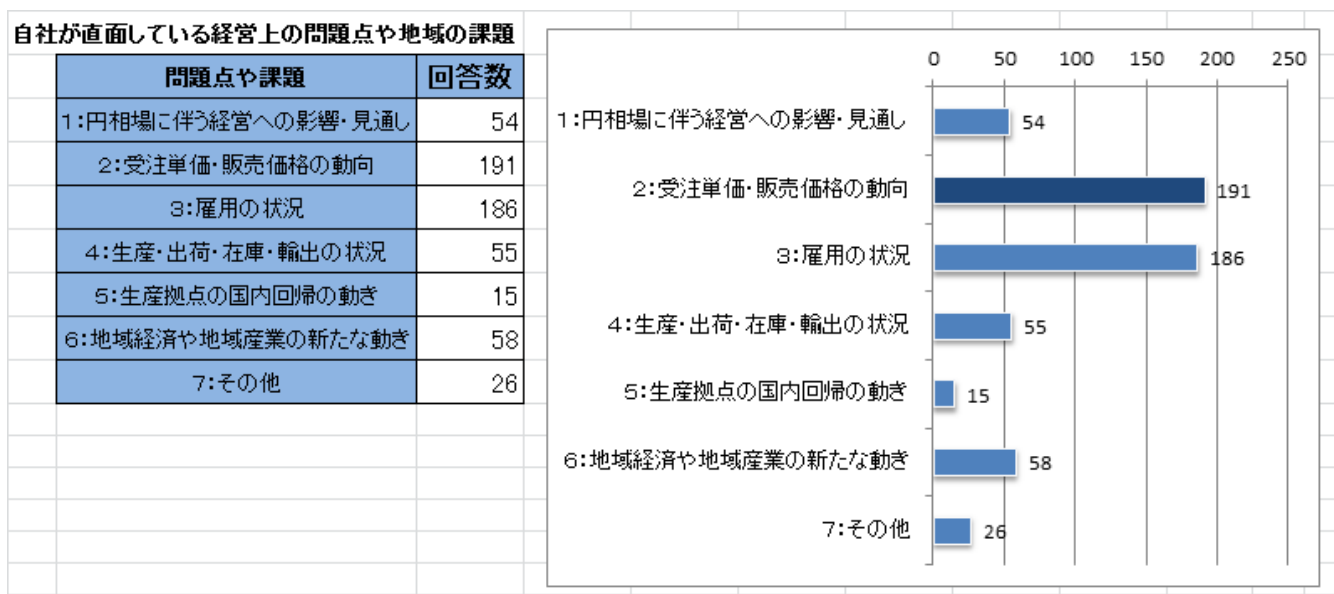 自社が直面している経営上の問題点や地域の課題
問題点や課題 回答数
1:円相場に伴う経営への影響・見通し 54
2:受注単価・販売価格の動向 191
3:雇用の状況 186
4:生産・出荷・在庫・輸出の状況 55
5:生産拠点の国内回帰の動き 15
6:地域経済や地域産業の新たな動き 58
7:その他 26
0 50 100 150 200 250
1:円相場に伴う経営への影響・見通し 54
2:受注単価・販売価格の動向 191
3:雇用の状況 186
4:生産・出荷・在庫・輸出の状況 55
5:生産拠点の国内回帰の動き 15
6:地域経済や地域産業の新たな動き 58
7:その他 26